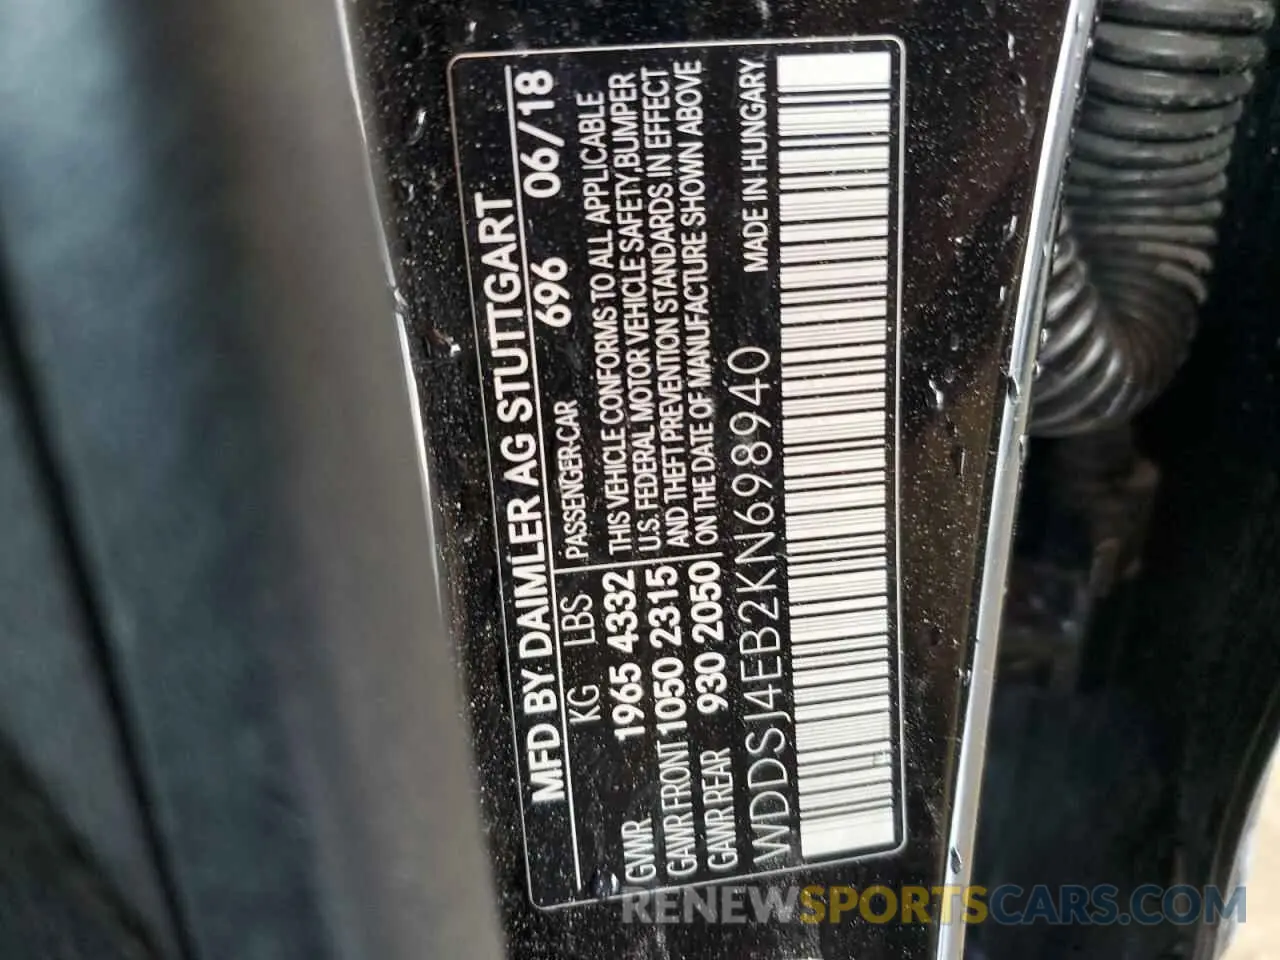 MFD BY DAIMLER AG STUTTGART
696 06/18
KG LBS PASSENGER-CAR
GVWR 1965 4332
GAWR FRONT 1050 2315
GAWR REAR 930 2050
THIS VEHICLE CONFORMS TO ALL APPLICABLE
U.S. FEDERAL MOTOR VEHICLE SAFETY,BUMPER
AND THEFT PREVENTION STANDARDS IN EFFECT
ON THE DATE OF MANUFACTURE SHOWN ABOVE
WDDSJ4EB2KN698940 MADE IN HUNGARY
RENEWSPORTSCARS.COM